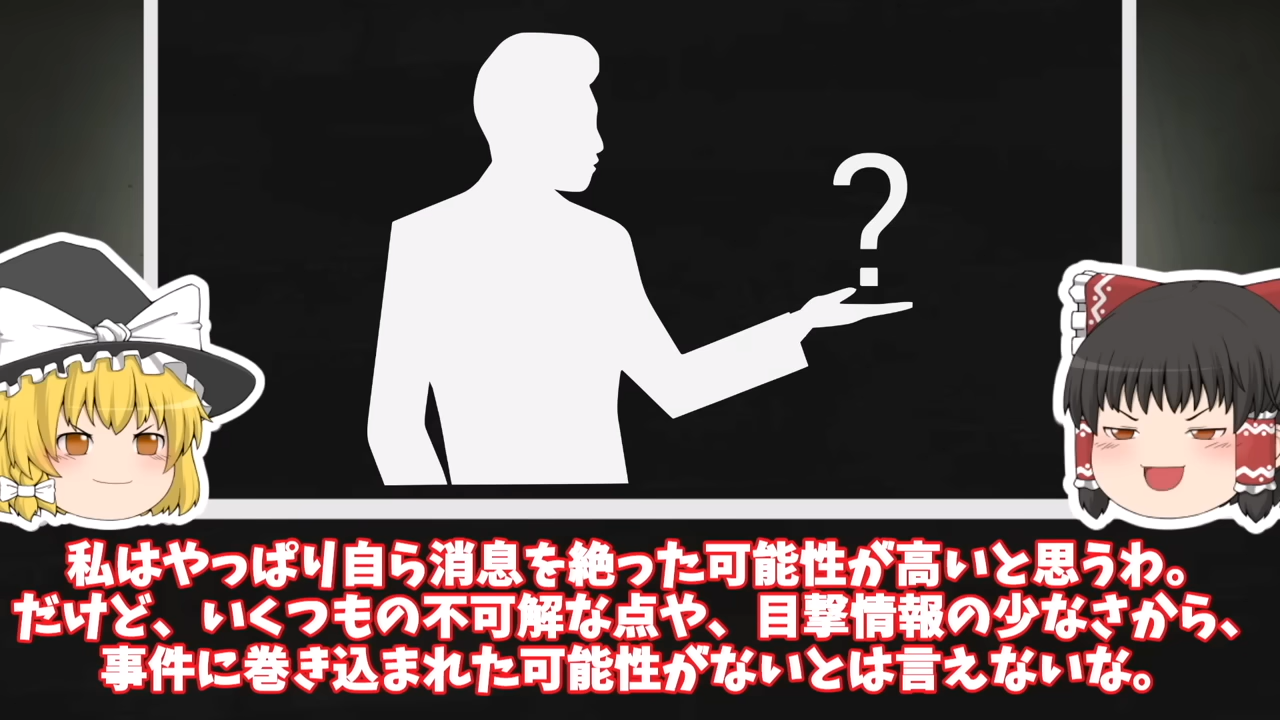 ?
私はやっぱり自ら消息を絶った可能性が高いと思うわ。
だけど、いくつもの不可解な点や、目撃情報の少なさから、
事件に巻き込まれた可能性がないとは言えないな。